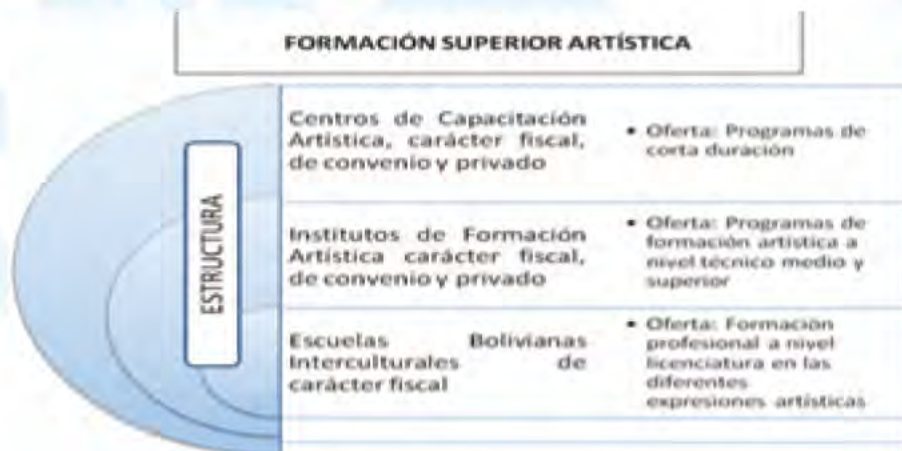 FORMACIÓN SUPERIOR ARTÍSTICA
ESTRUCTURA
Centros de Capacitación
Artística, carácter fiscal,
de convenio y privado
• Oferta: Programas de
corta duración
Institutos de Formación
Artística carácter fiscal,
de convenio y privado
• Oferta: Programas de
formación artística a
nivel técnico medio y
superior
Escuelas Bolivianas
Interculturales de
carácter fiscal
• Oferta: Formación
profesional a nivel
licenciatura en las
diferentes
expresiones artísticas